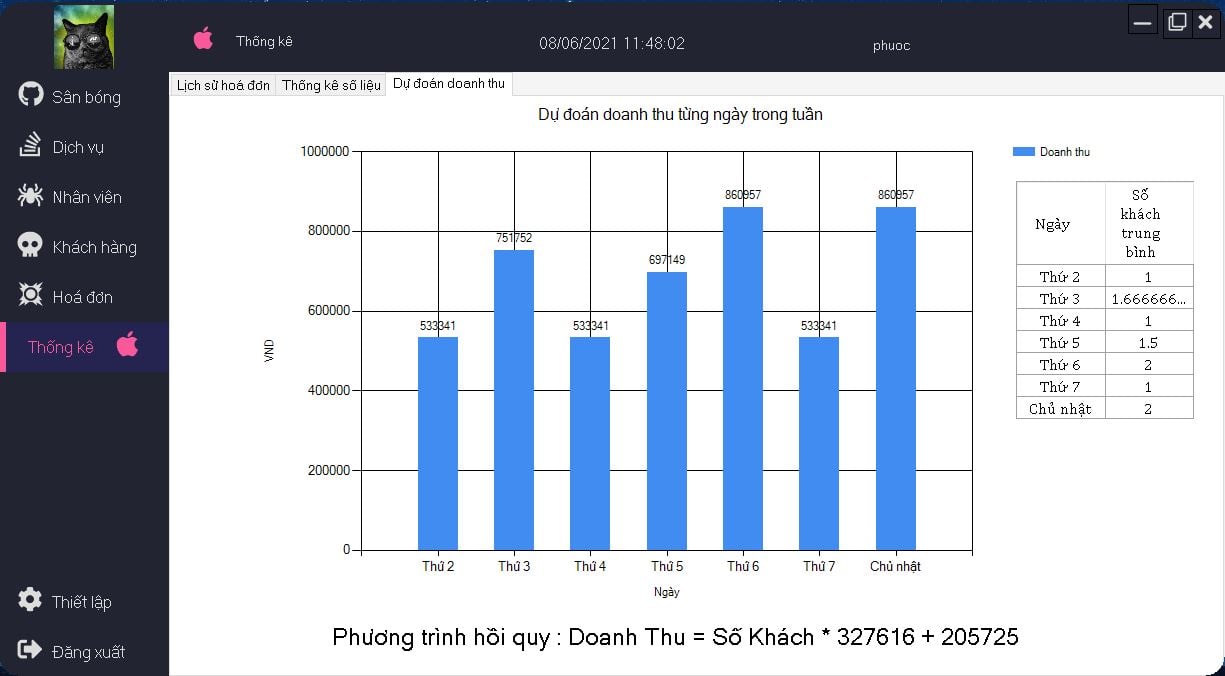 Thống kê
08/06/2021 11:48:02
phuoc
Sân bóng
Dịch vụ
Nhân viên
Khách hàng
Hoá đơn
Thống kê
Thiết lập
Đăng xuất
Lịch sử hoá đơn
Thống kê số liệu
Dự đoán doanh thu
Dự đoán doanh thu từng ngày trong tuần
VND
1000000
800000
600000
400000
200000
0
533341
751752
533341
697149
860957
533341
860957
Thứ 2
Thứ 3
Thứ 4
Thứ 5
Thứ 6
Thứ 7
Chủ nhật
Ngày
Doanh thu
Ngày
Số
khách
trung
bình
Thứ 2 1
Thứ 3 1.666666...
Thứ 4 1
Thứ 5 1.5
Thứ 6 2
Thứ 7 1
Chủ nhật 2
Phương trình hồi quy : Doanh Thu = Số Khách * 327616 + 205725